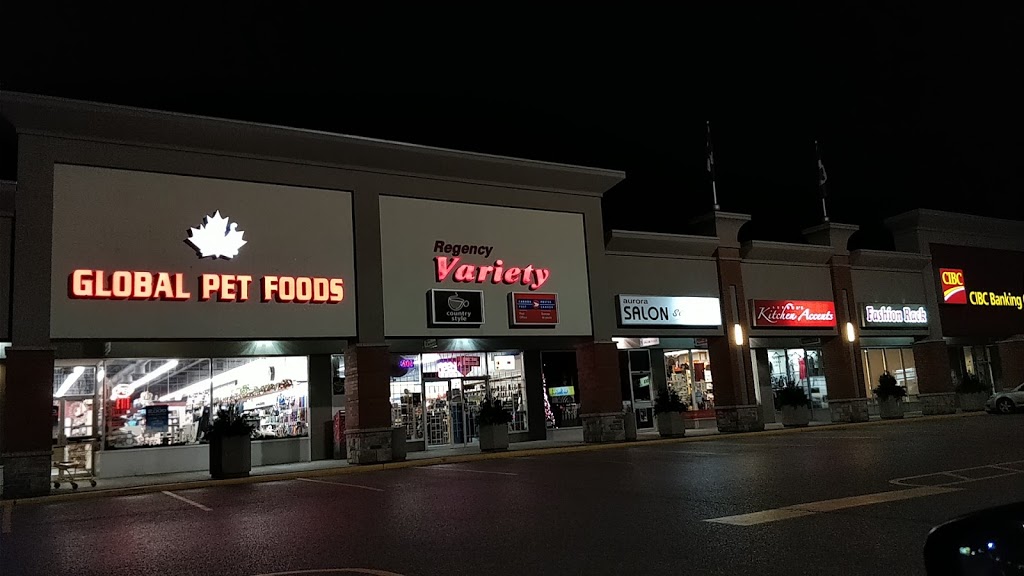 GLOBAL PET FOODS
Regency
Variety
country
style
aurora
SALON
Kitchen Accents
Fashion Rack
CIBC
CIBC Banking